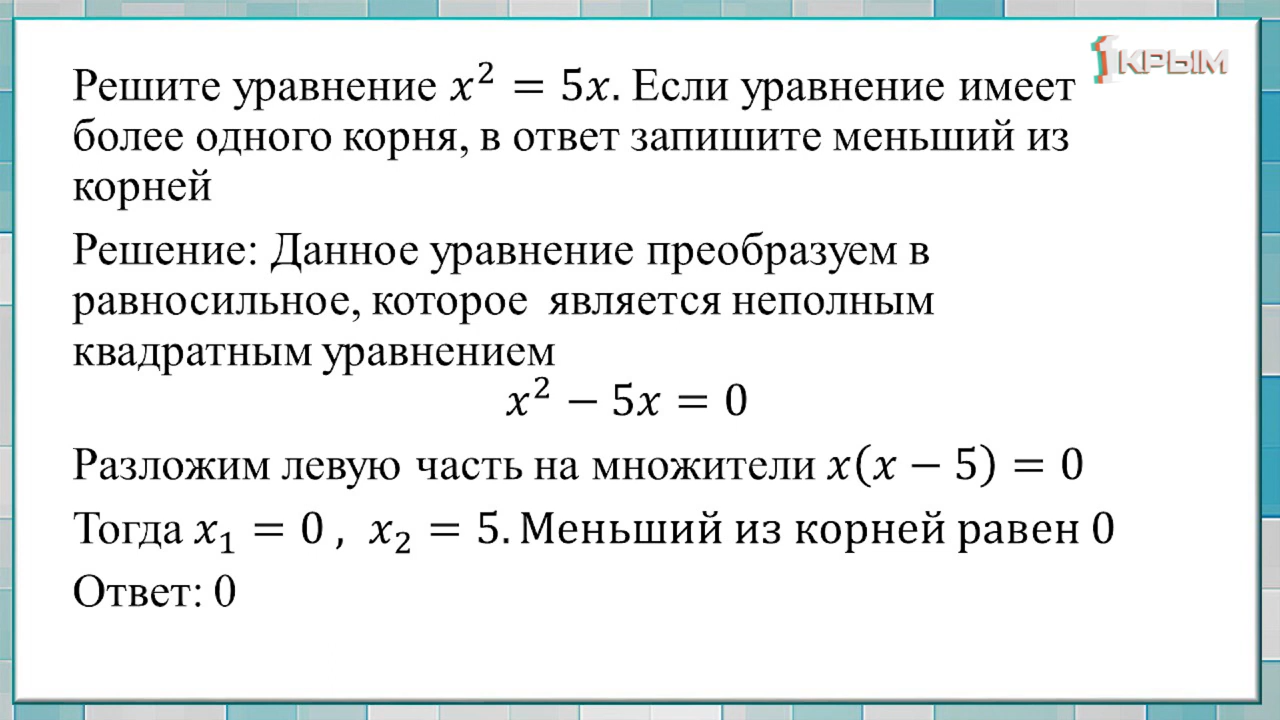 1КРЫМ
Решите уравнение x² = 5x. Если уравнение имеет
более одного корня, в ответ запишите меньший из
корней
Решение: Данное уравнение преобразуем в
равносильное, которое является неполным
квадратным уравнением
x² − 5x = 0
Разложим левую часть на множители x(x − 5) = 0
Тогда x₁ = 0 , x₂ = 5. Меньший из корней равен 0
Ответ: 0